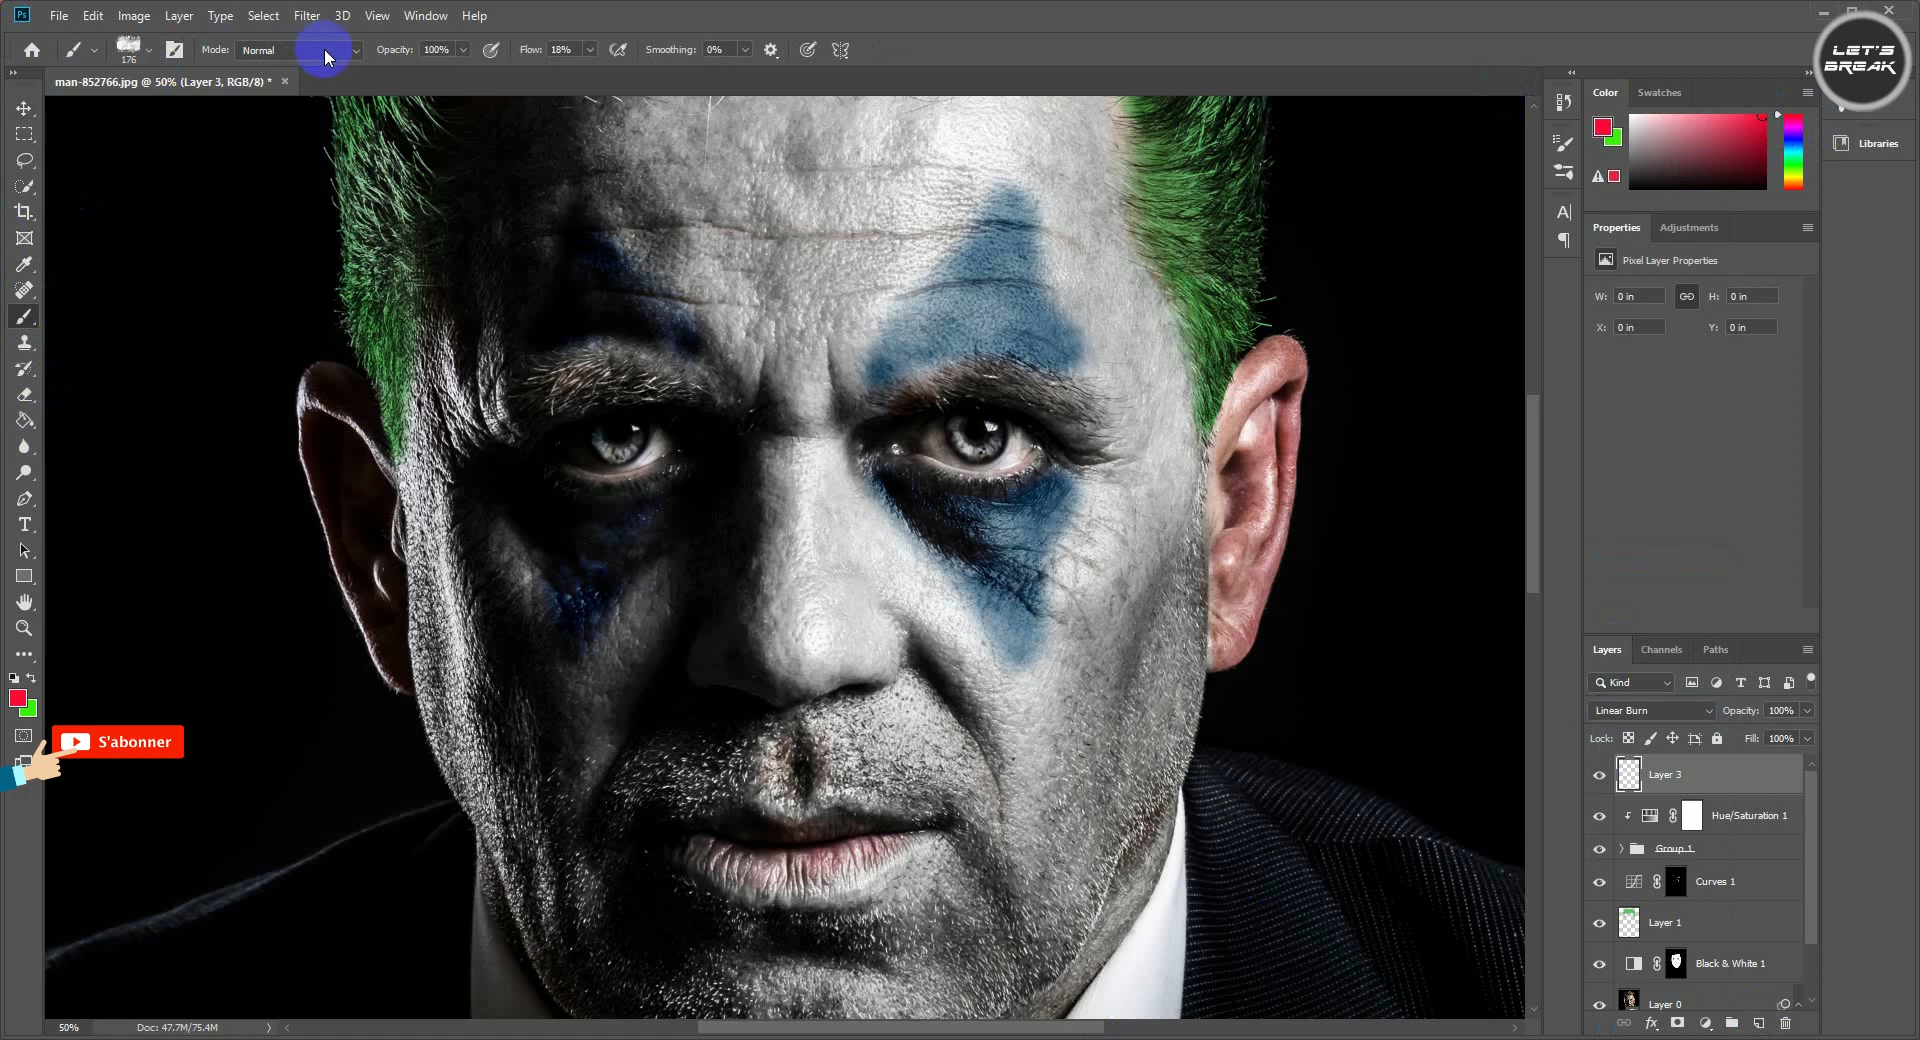 Ps File Edit Image Layer Type Select Filter 3D View Window Help
176 Mode: Normal Opacity: 100% Flow: 18% Smoothing: 0%
LET'S
BREAK
man-852766.jpg @ 50% (Layer 3, RGB/8) *
Color Swatches
Libraries
Properties Adjustments
Pixel Layer Properties
W: 0 in H: 0 in
X: 0 in Y: 0 in
Layers Channels Paths
Kind
Linear Burn Opacity: 100%
Lock: Fill: 100%
Layer 3
Hue/Saturation 1
Group 1
Curves 1
Layer 1
Black & White 1
Layer 0
S'abonner
50% Doc: 47.7M/75.4M